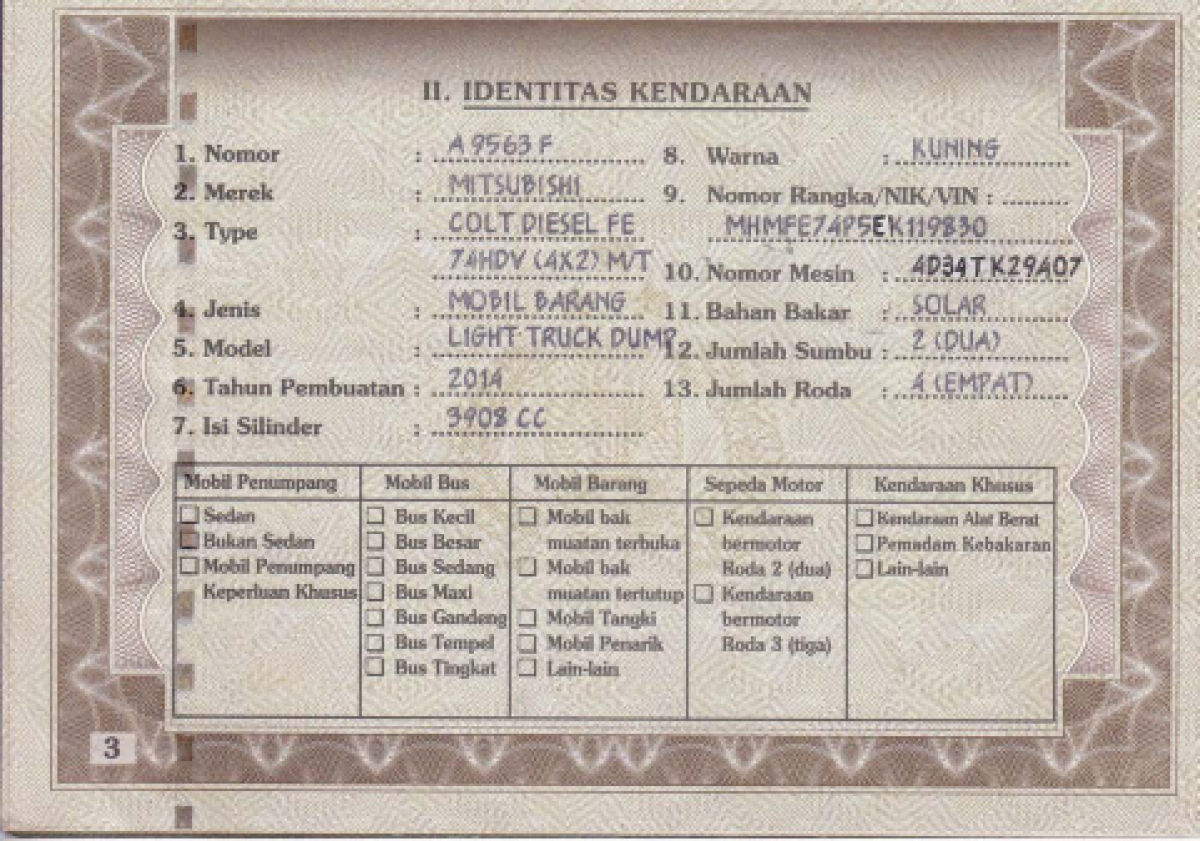 II. IDENTITAS KENDARAAN
1. Nomor : A 9563 F
2. Merek : MITSUBISHI
3. Type : COLT DIESEL FE
74HDV (4X2) M/T
4. Jenis : MOBIL BARANG
5. Model : LIGHT TRUCK DUMP
6. Tahun Pembuatan : 2014
7. Isi Silinder : 3908 CC
8. Warna : KUNING
9. Nomor Rangka/NIK/VIN :
MHMFE74P5EK119830
10. Nomor Mesin : 4D34TK29407
11. Bahan Bakar : SOLAR
12. Jumlah Sumbu : 2 (DUA)
13. Jumlah Roda : 4 (EMPAT)
Mobil Penumpang
☐ Sedan
☐ Bukan Sedan
☐ Mobil Penumpang
Keperluan Khusus
Mobil Bus
☐ Bus Kecil
☐ Bus Besar
☐ Bus Sedang
☐ Bus Maxi
☐ Bus Gandeng
☐ Bus Tempel
☐ Bus Tingkat
Mobil Barang
☐ Mobil bak
muatan terbuka
☐ Mobil bak
muatan tertutup
☐ Mobil Tangki
☐ Mobil Penarik
☐ Lain-lain
Sepeda Motor
☐ Kendaraan
bermotor
Roda 2 (dua)
☐ Kendaraan
bermotor
Roda 3 (tiga)
Kendaraan Khusus
☐ Kendaraan Alat Berat
☐ Pemadam Kebakaran
☐ Lain-lain
3